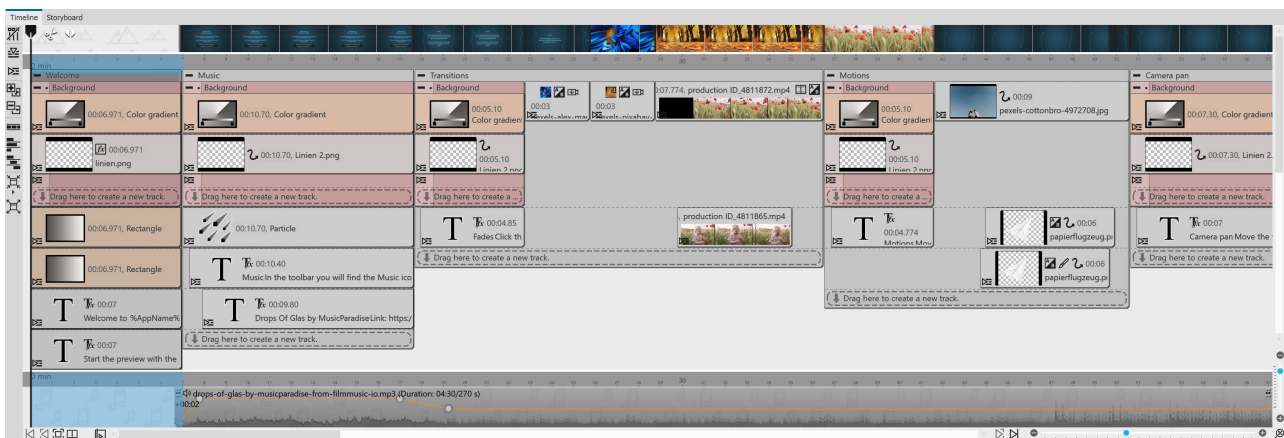 Timeline Storyboard
0 min
30
Welcome
Music
Transitions
Motions
Camera pan
Background
Background
Background
Background
Background
00:06.971, Color gradient
00:10.70, Color gradient
00:05.10
Color gradien
00:03
00:03
07.774, production ID_4811872.mp4
00:05.10
Color gradien
00:09
pexels-cottonbro-4972708.jpg
00:07.30, Color gradient
fx 00:06.971
linien.png
00:10.70, Linien 2.png
00:05.10
Linien 2.png
00:05.10
Linien 2.png
00:07.30, Linien 2.
Drag here to create a new track.
Drag here to create a new track.
Drag here to create a ...
Drag here to create a ...
Drag here to create a new track.
00:06.971, Rectangle
00:10.70, Particle
T Tx 00:04.85
Fades Click th
production ID_4811865.mp4
T Tx
00:04.774
Motions Mov
00:06
papierflugzeug.p
T Tx 00:07
Camera pan Move the
00:06.971, Rectangle
T Tx 00:10.40
Music In the toolbar you will find the Music ico
Drag here to create a new track.
00:06
papierflugzeug.p
Drag here to create a new track.
T Tx 00:07
Welcome to %AppName%
T Tx 00:09.80
Drops Of Glas by MusicParadiseLink: https:/
Drag here to create a new track.
T Tx 00:07
Start the preview with the
Drag here to create a new track.
0 min
30
drops-of-glas-by-musicparadise-from-filmmusic-io.mp3 (Duration: 04:30/270 s)
+00:02